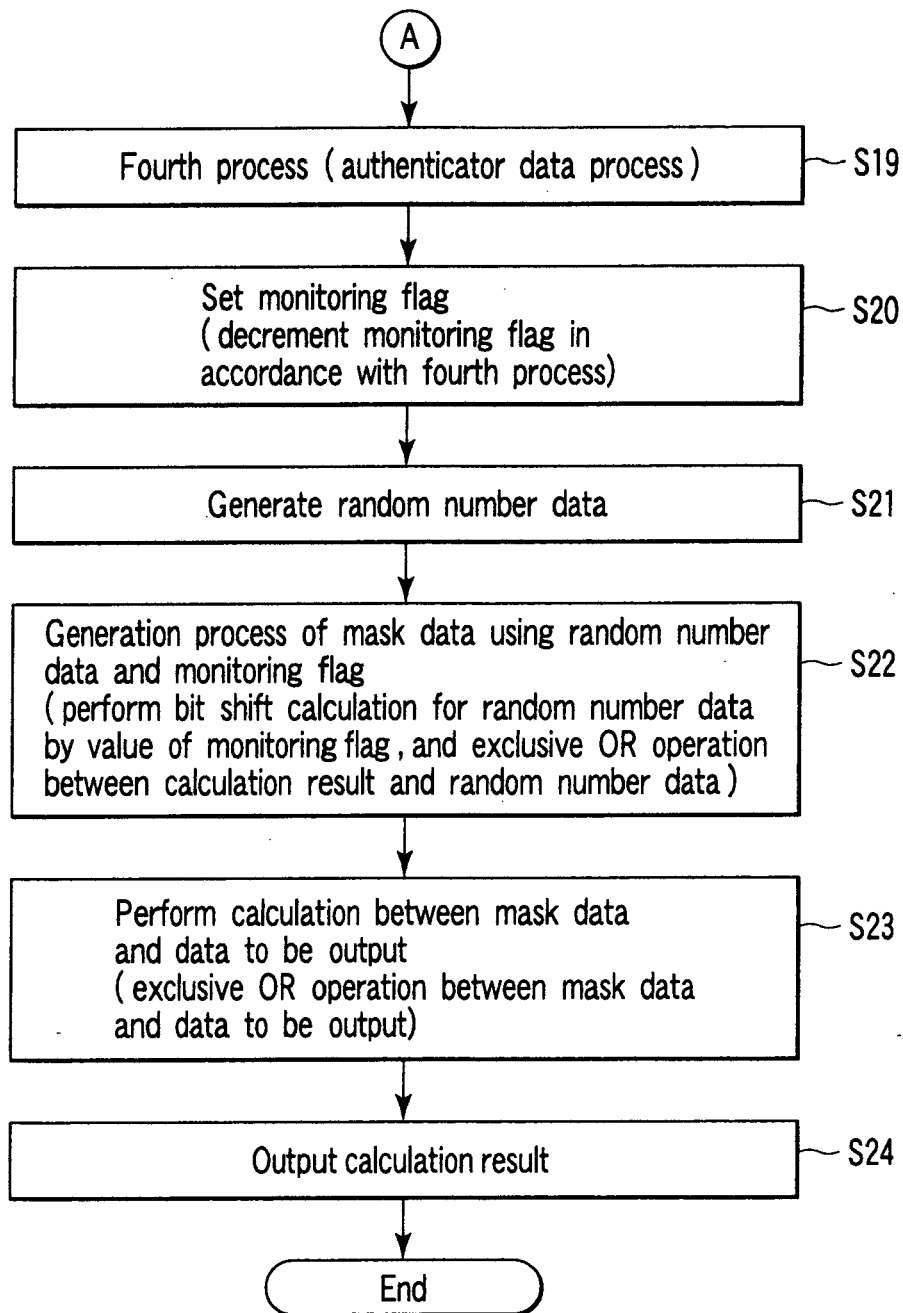 A
Fourth process (authenticator data process)
S19
Set monitoring flag
(decrement monitoring flag in
accordance with fourth process)
S20
Generate random number data
S21
Generation process of mask data using random number
data and monitoring flag
(perform bit shift calculation for random number data
by value of monitoring flag, and exclusive OR operation
between calculation result and random number data)
S22
Perform calculation between mask data
and data to be output
(exclusive OR operation between mask data
and data to be output)
S23
Output calculation result
S24
End